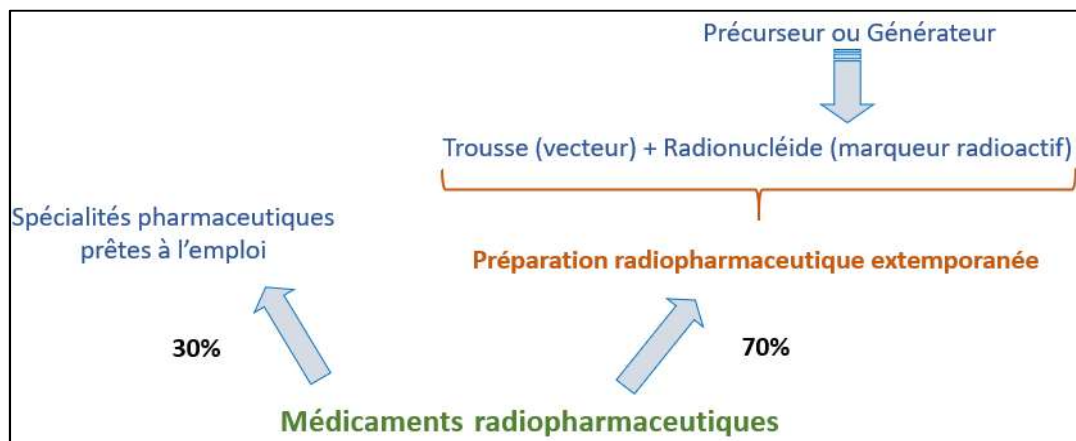 Précurseur ou Générateur
Trousse (vecteur) + Radionucléide (marqueur radioactif)
Spécialités pharmaceutiques
prêtes à l’emploi
Préparation radiopharmaceutique extemporanée
30%
70%
Médicaments radiopharmaceutiques